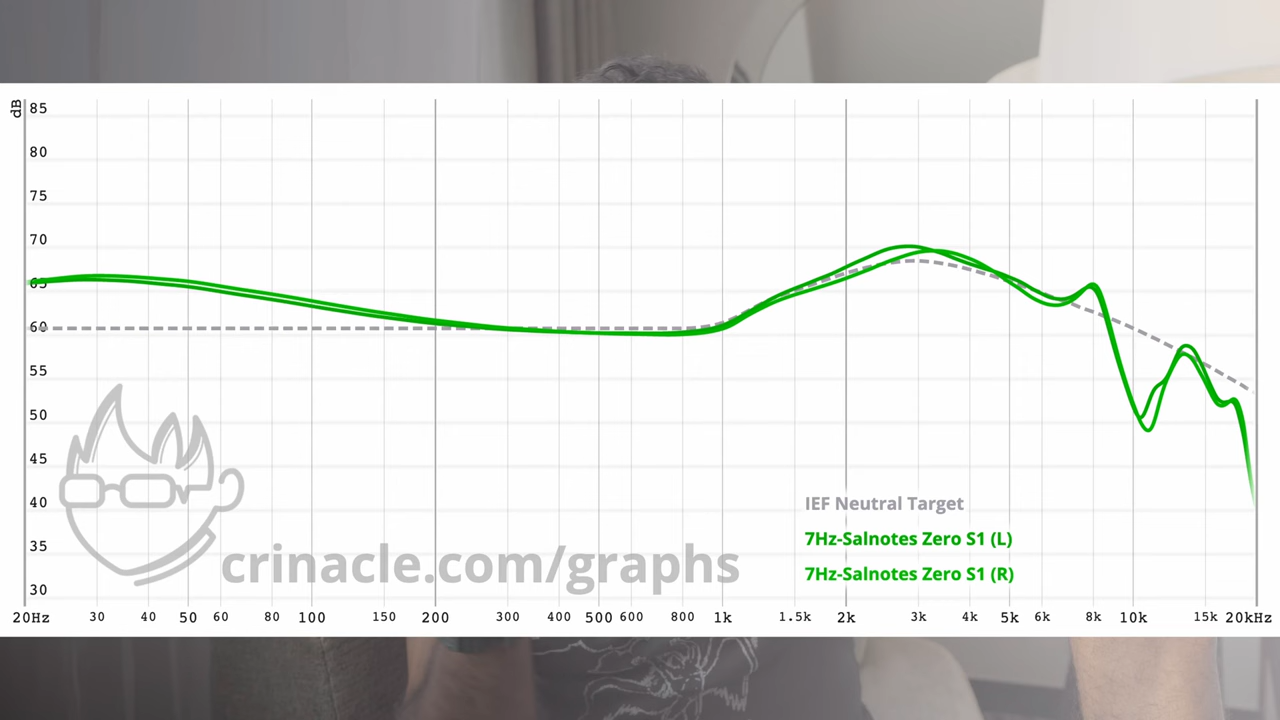 dB
85
80
75
70
65
60
55
50
45
40
35
30
IEF Neutral Target
7Hz-Salnotes Zero S1 (L)
7Hz-Salnotes Zero S1 (R)
crinacle.com/graphs
20Hz 30 40 50 60 80 100 150 200 300 400 500 600 800 1k 1.5k 2k 3k 4k 5k 6k 8k 10k 15k 20kHz